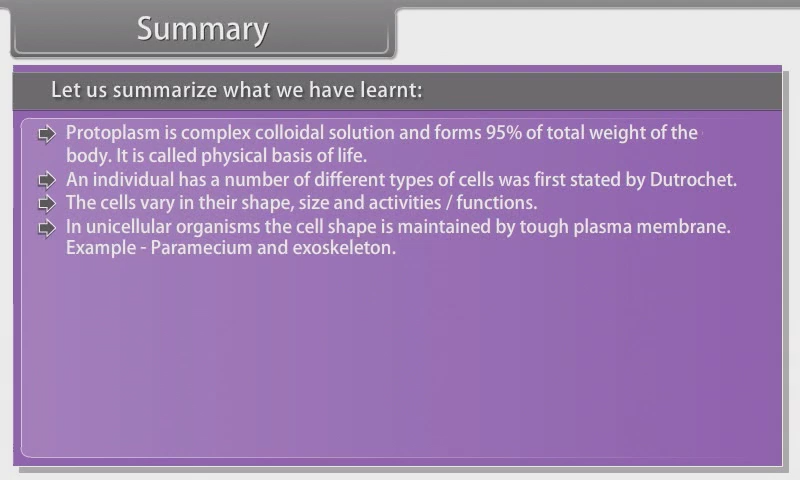 Summary
Let us summarize what we have learnt:
Protoplasm is complex colloidal solution and forms 95% of total weight of the
body. It is called physical basis of life.
An individual has a number of different types of cells was first stated by Dutrochet.
The cells vary in their shape, size and activities / functions.
In unicellular organisms the cell shape is maintained by tough plasma membrane.
Example - Paramecium and exoskeleton.